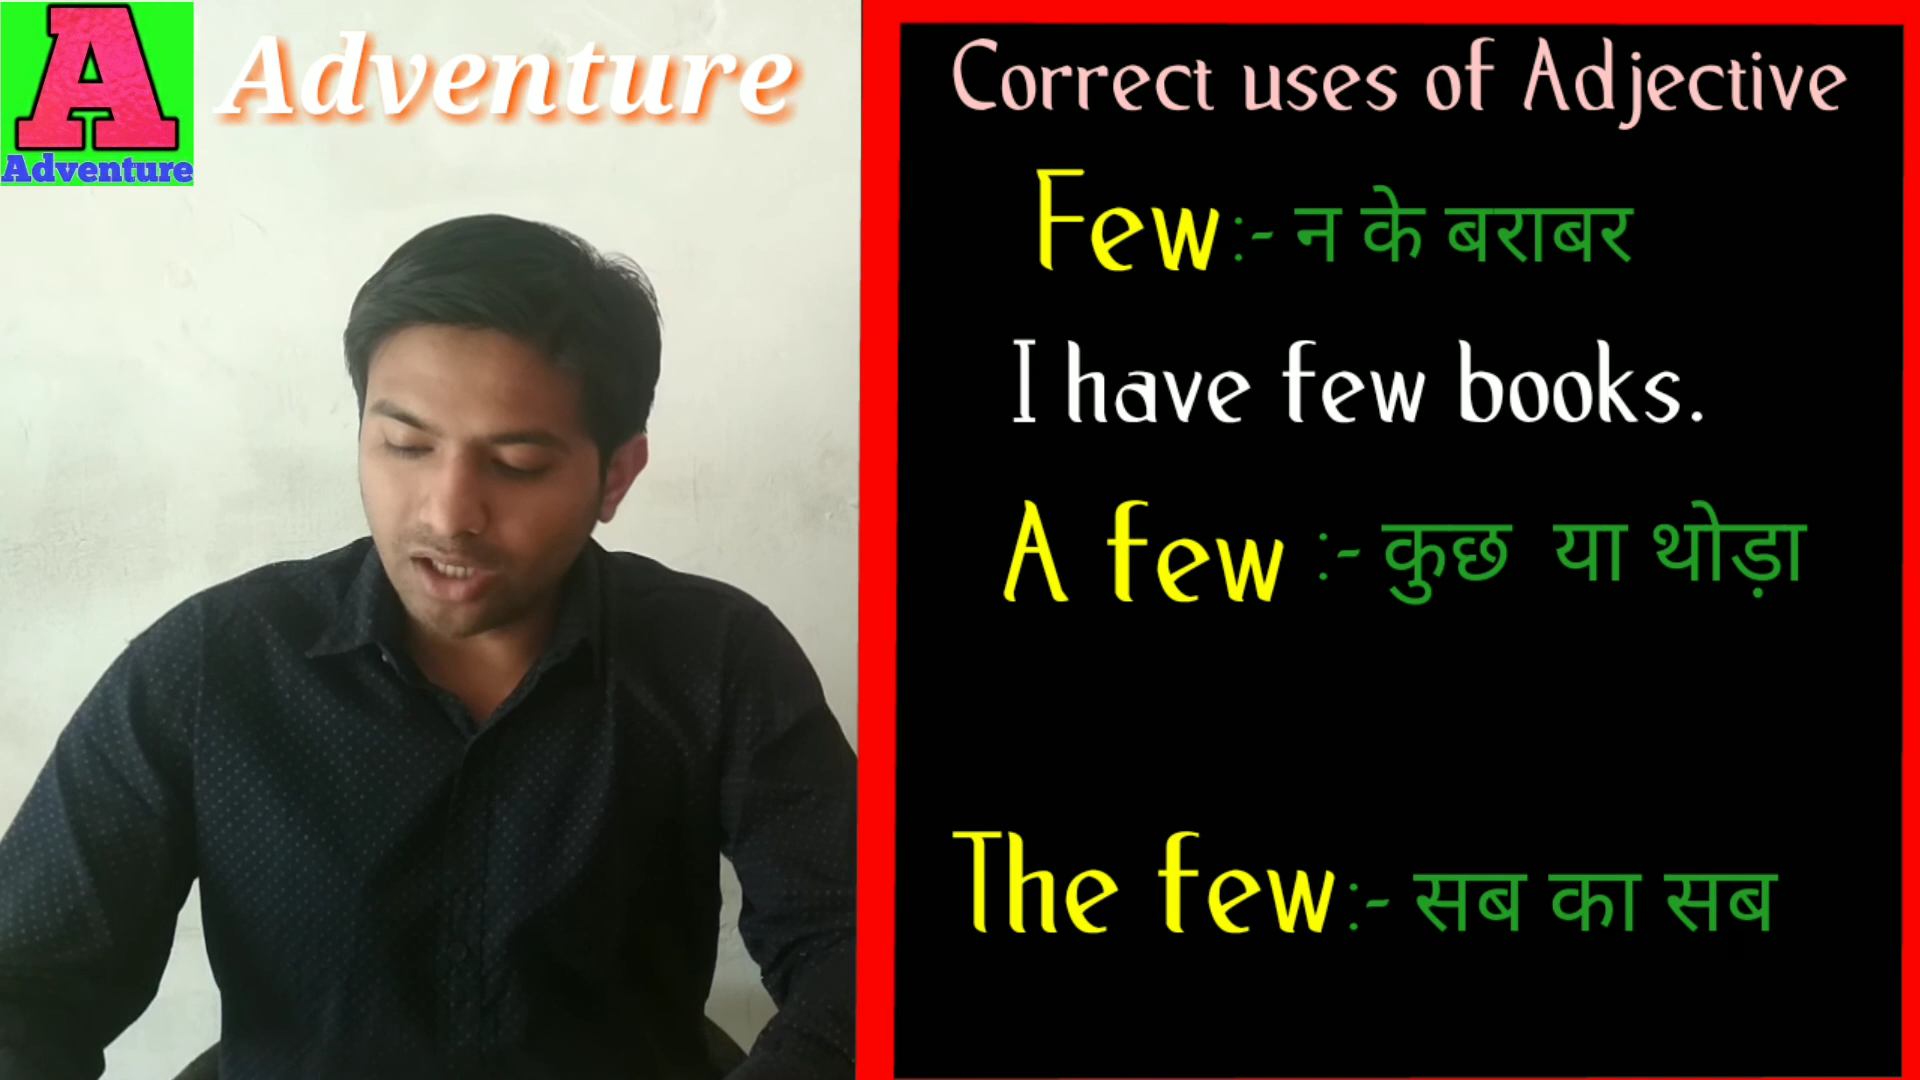 A
Adventure
Adventure
Correct uses of Adjective
Few :- न के बराबर
I have few books.
A few :- कुछ या थोड़ा
The few :- सब का सब